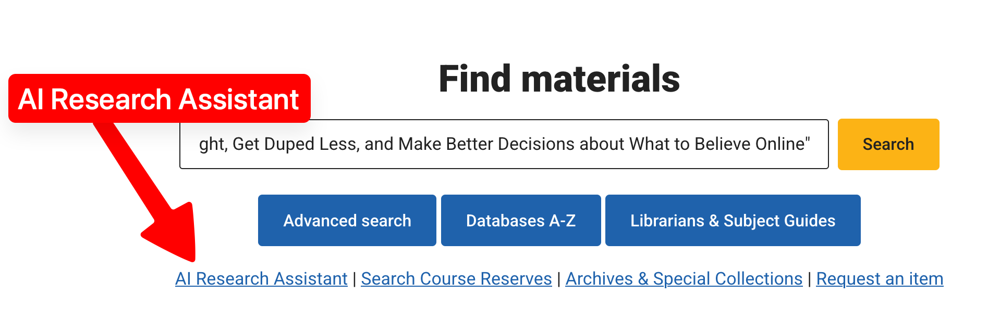 Find materials
AI Research Assistant
ght, Get Duped Less, and Make Better Decisions about What to Believe Online"
Search
Advanced search
Databases A-Z
Librarians & Subject Guides
AI Research Assistant | Search Course Reserves | Archives & Special Collections | Request an item